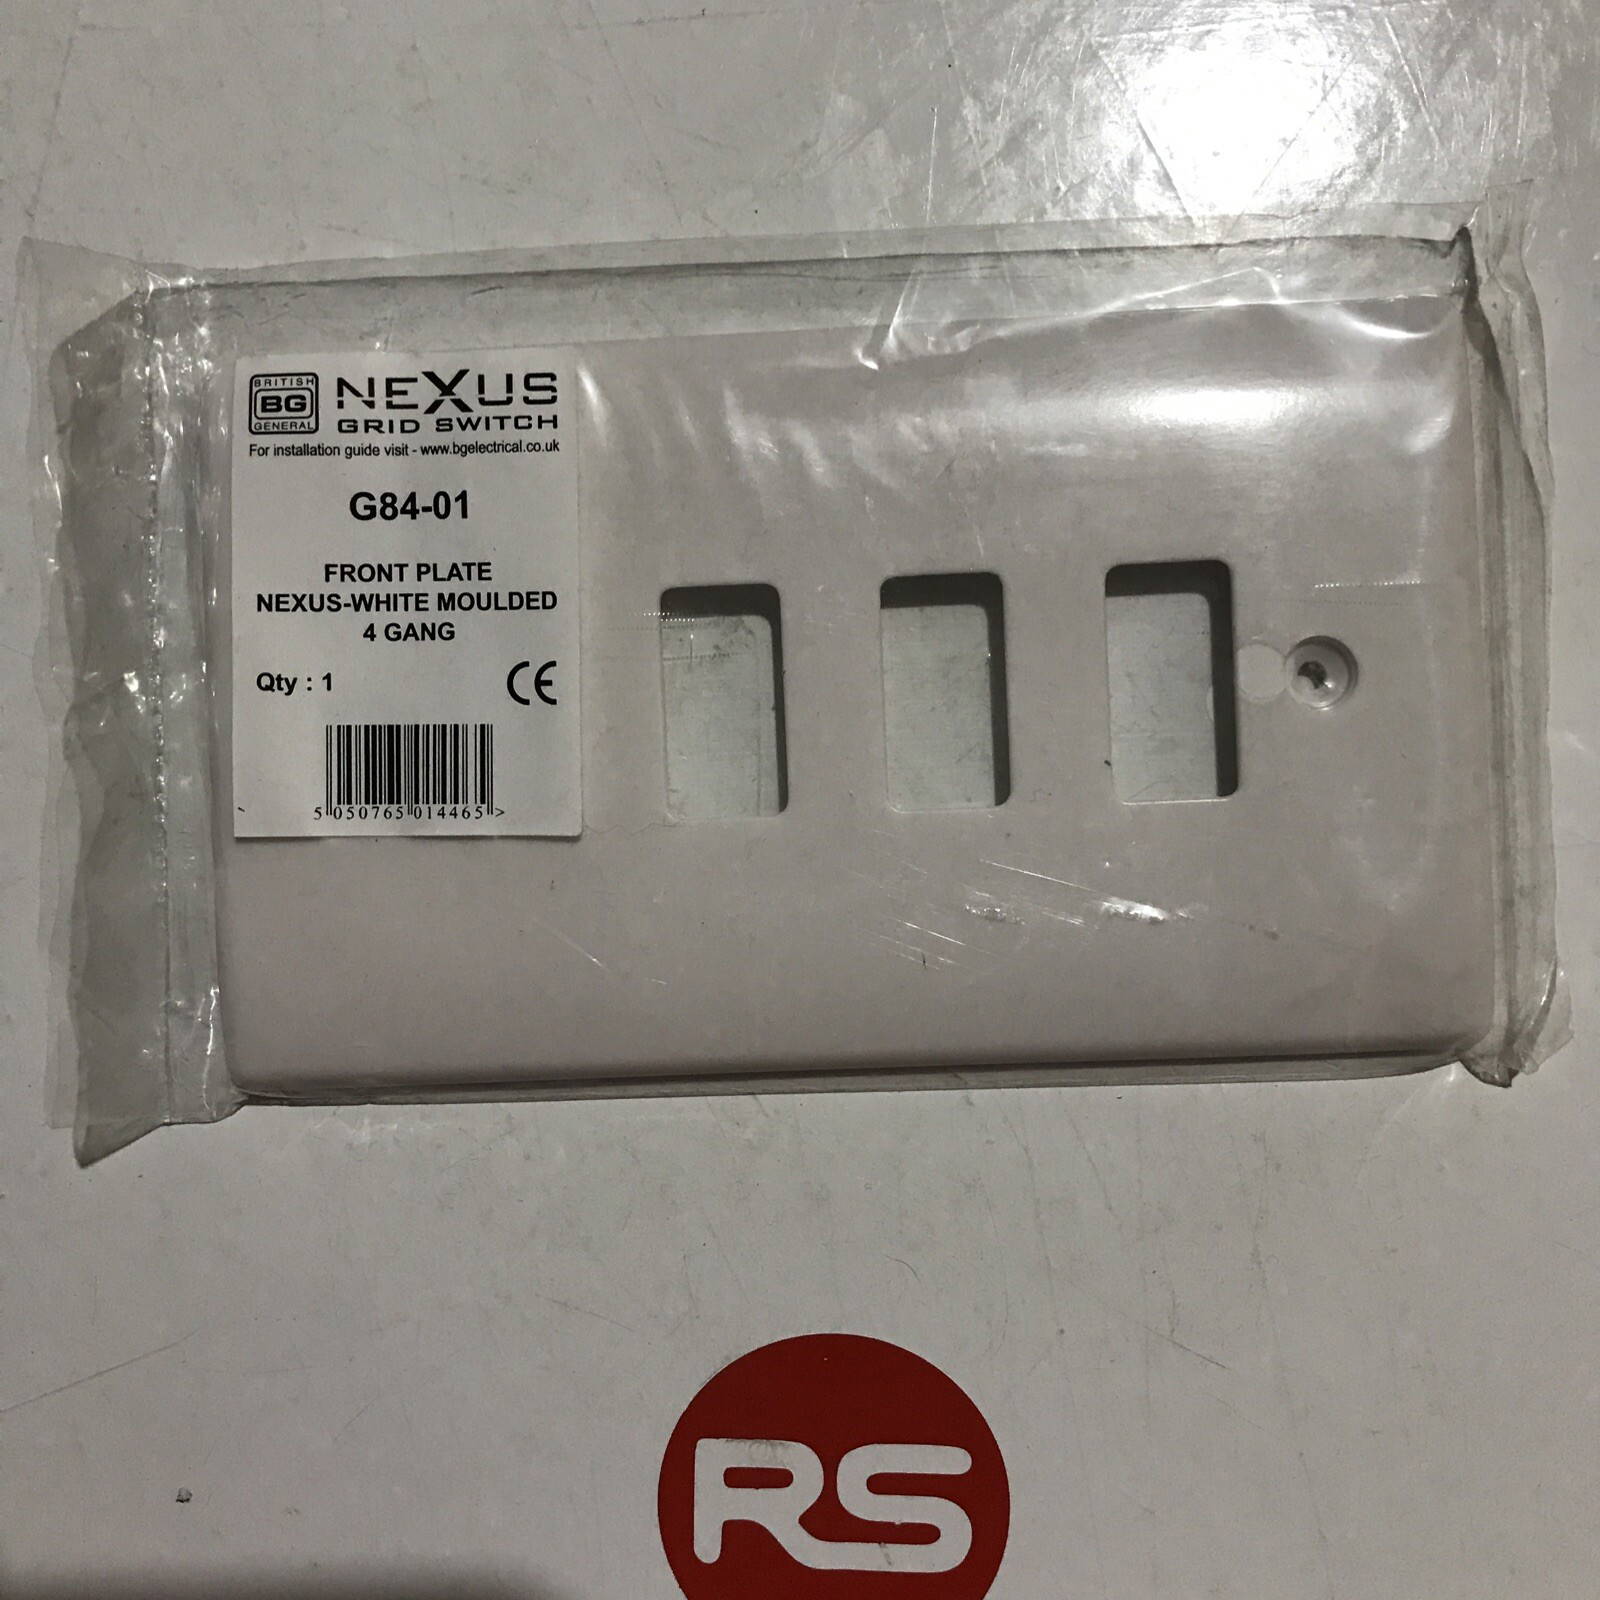 BRITISH
BG
GENERAL
NEXUS
GRID SWITCH
For installation guide visit - www.bgelectrical.co.uk
G84-01
FRONT PLATE
NEXUS-WHITE MOULDED
4 GANG
Qty : 1
CE
5 050765 014465 >
RS